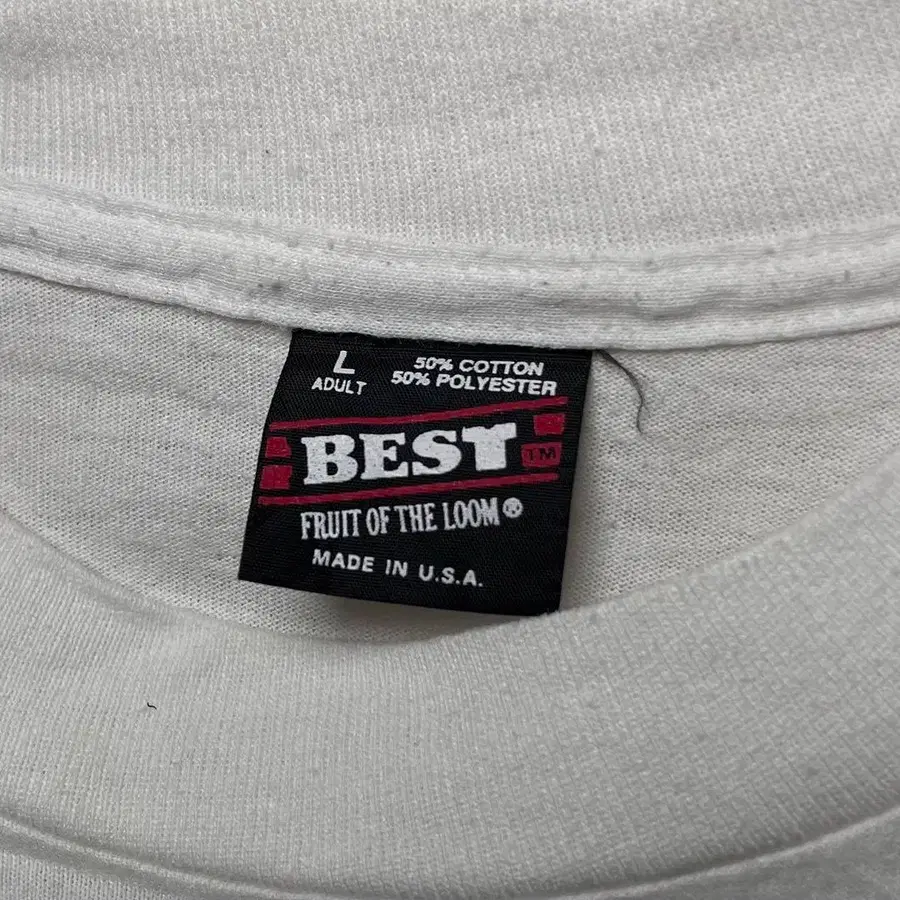 L
ADULT
50% COTTON
50% POLYESTER
BEST TM
FRUIT OF THE LOOM®
MADE IN U.S.A.